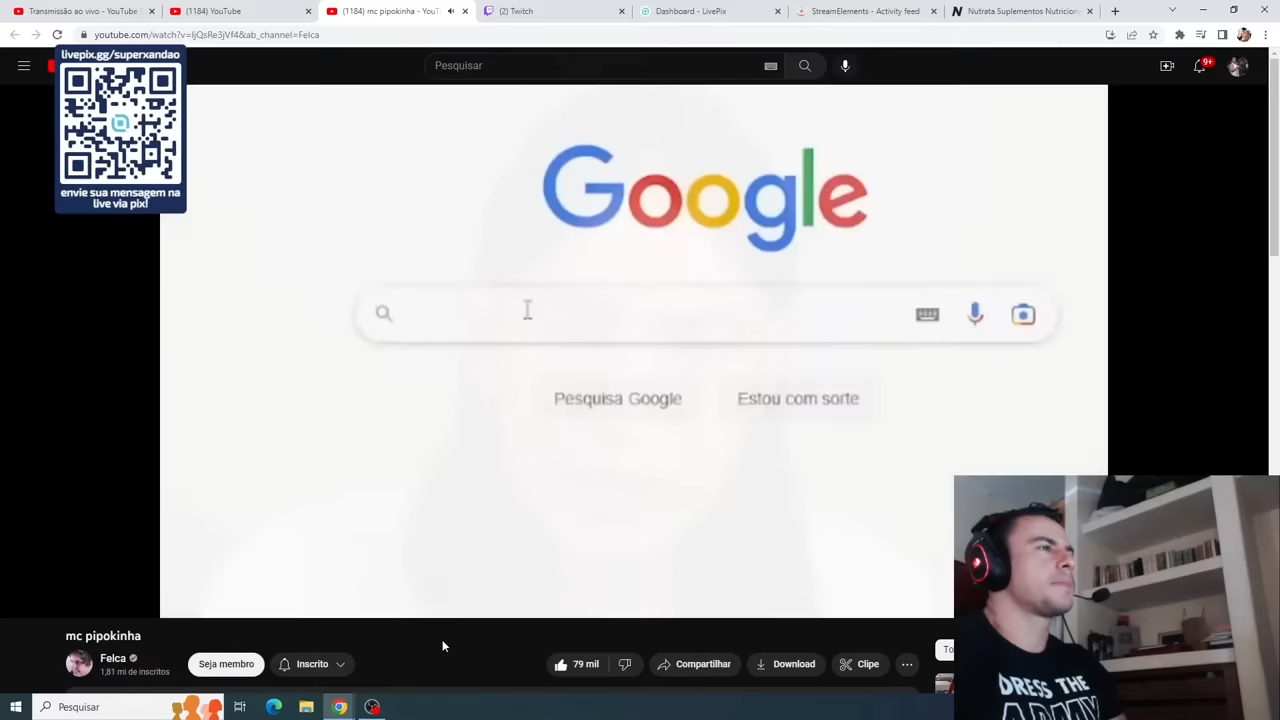 Transmissão ao vivo - YouTube
(1184) YouTube
(1184) mc pipokinha - YouT
(2) Twitch
Dashboard - LivePix
StreamElements - Activity feed
Nutrata Suplementos Nutricion
youtube.com/watch?v=IjQsRe3jVf4&ab_channel=Felca
livepix.gg/superxandao
envie sua mensagem na
live via pix!
Pesquisar
9+
Google
Pesquisa Google
Estou com sorte
mc pipokinha
Felca
1,81 mi de inscritos
Seja membro
Inscrito
79 mil
Compartilhar
Download
Clipe
To
DRESS THE
ARMY
Pesquisar